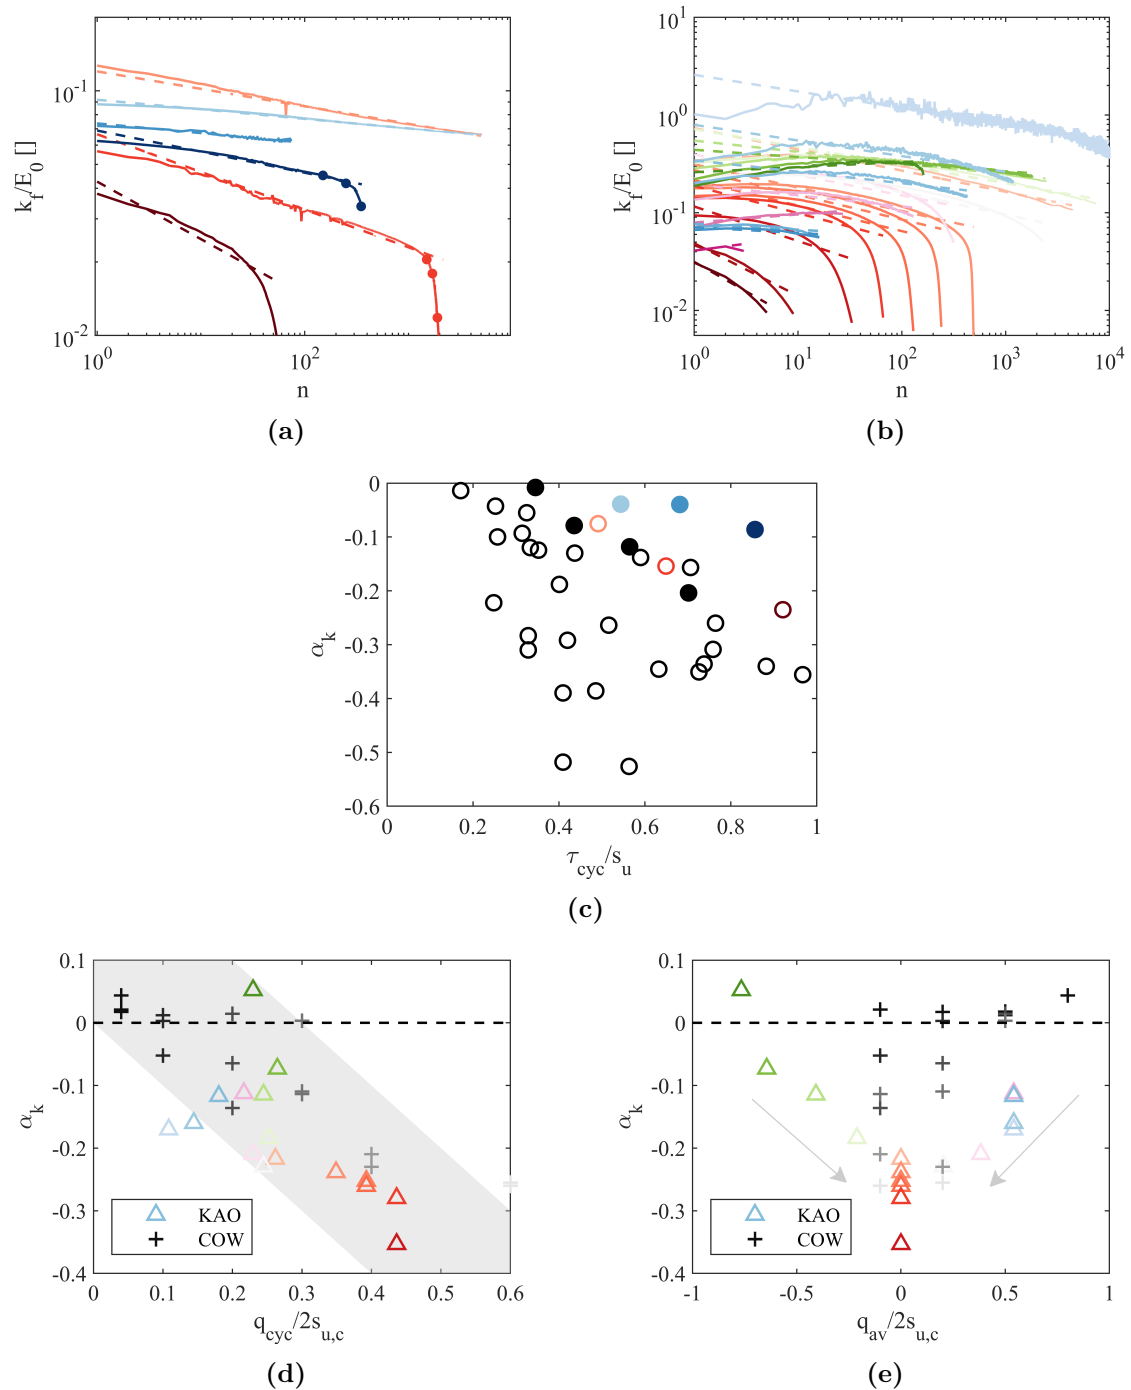 10^-1
10^-2
k_f/E_0 []
10^0
10^2
n
(a)
10^1
10^0
10^-1
10^-2
k_f/E_0 []
10^0
10^1
10^2
10^3
10^4
n
(b)
0
-0.1
-0.2
-0.3
-0.4
-0.5
-0.6
α_k
0
0.2
0.4
0.6
0.8
1
τ_cyc/s_u
(c)
0.1
0
-0.1
-0.2
-0.3
-0.4
α_k
KAO
COW
0
0.1
0.2
0.3
0.4
0.5
0.6
q_cyc/2s_u,c
(d)
0.1
0
-0.1
-0.2
-0.3
-0.4
α_k
KAO
COW
-1
-0.5
0
0.5
1
q_av/2s_u,c
(e)